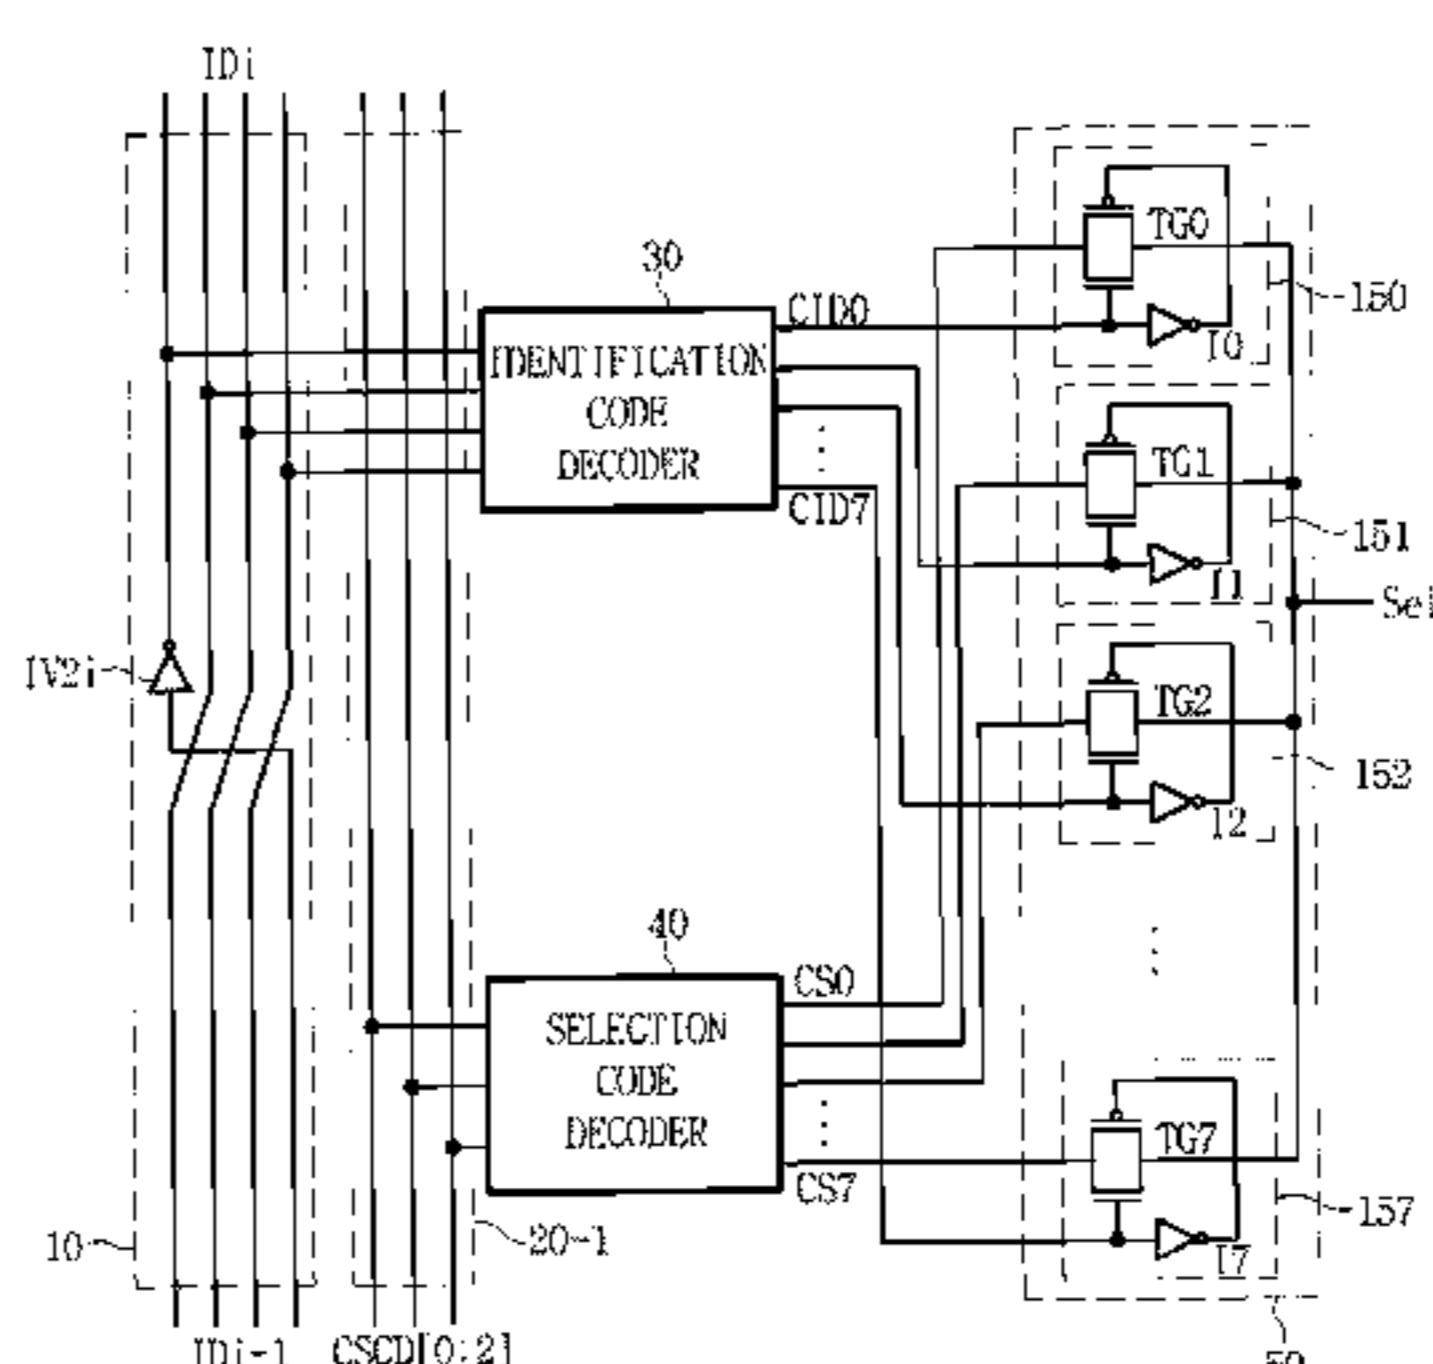 IDi
30
TG0
150
CID0
I0
IDENTIFICATION
CODE
DECODER
TG1
CID7
151
I1
Sel
IV2i
TG2
152
I2
40
CS0
SELECTION
CODE
DECODER
TG7
CS7
157
10
20-1
I7
IDi-1
CSCD[0:2]
50